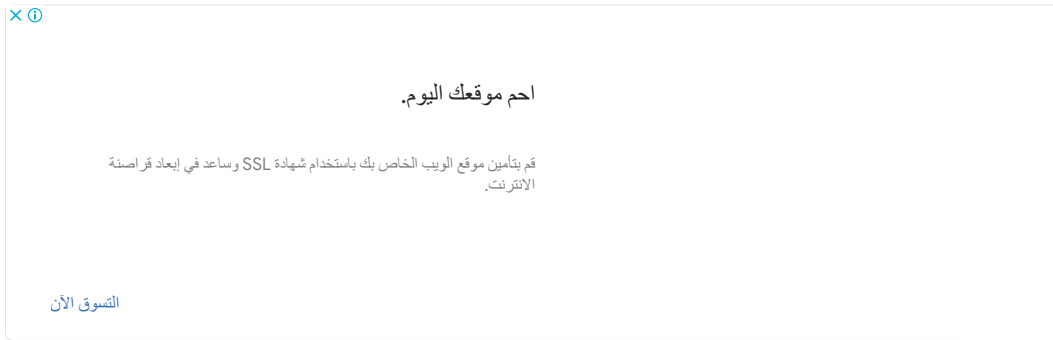 احم موقعك اليوم.
قم بتأمين موقع الويب الخاص بك باستخدام شهادة SSL وساعد في إبعاد قراصنة
الانترنت.
التسوق الآن